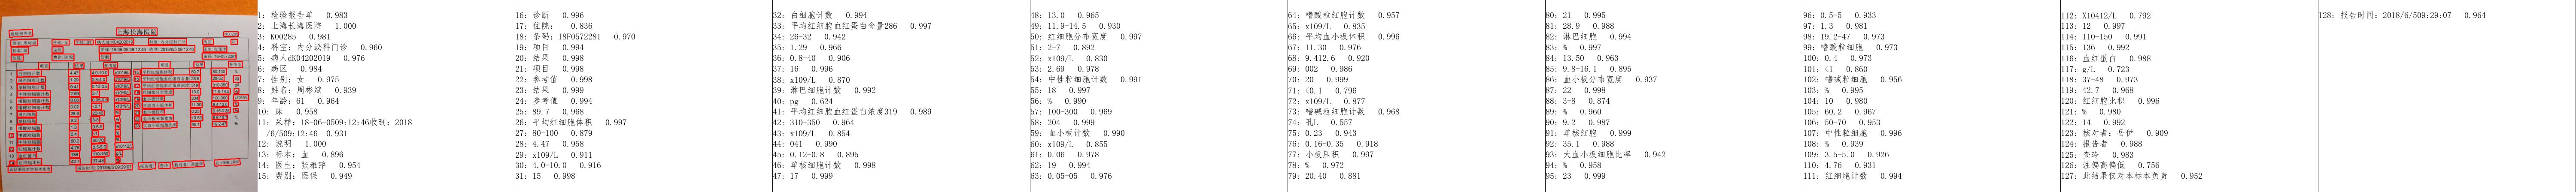 1: 检验报告单 0.983
2: 上海长海医院 1.000
3: K00285 0.981
4: 科室: 内分泌科门诊 0.960
5: 病人dK04202019 0.976
6: 病区 0.984
7: 性别: 女 0.975
8: 姓名: 周彬斌 0.939
9: 年龄: 61 0.964
10: 床 0.958
11: 采样: 18-06-0509:12:46收到: 2018
/6/509:12:46 0.931
12: 说明 1.000
13: 标本: 血 0.896
14: 医生: 张雅萍 0.954
15: 费别: 医保 0.949
16: 诊断 0.996
17: 住院: 0.836
18: 条码: 18F0572281 0.970
19: 项目 0.994
20: 结果 0.998
21: 项目 0.998
22: 参考值 0.998
23: 结果 0.999
24: 参考值 0.994
25: 89.7 0.968
26: 平均红细胞体积 0.997
27: 80-100 0.879
28: 4.47 0.958
29: x109/L 0.911
30: 4.0-10.0 0.916
31: 15 0.998
32: 白细胞计数 0.994
33: 平均红细胞血红蛋白含量286 0.997
34: 26-32 0.942
35: 1.29 0.966
36: 0.8-40 0.906
37: 16 0.996
38: x109/L 0.870
39: 淋巴细胞计数 0.992
40: pg 0.624
41: 平均红细胞血红蛋白浓度319 0.989
42: 310-350 0.964
43: x109/L 0.854
44: 041 0.990
45: 0.12-0.8 0.895
46: 单核细胞计数 0.998
47: 17 0.999
48: 13.0 0.965
49: 11.9-14.5 0.930
50: 红细胞分布宽度 0.997
51: 2-7 0.892
52: x109/L 0.830
53: 2.69 0.978
54: 中性粒细胞计数 0.991
55: 18 0.997
56: % 0.990
57: 100-300 0.969
58: 204 0.999
59: 血小板计数 0.990
60: x109/L 0.855
61: 0.06 0.978
62: 19 0.994
63: 0.05-05 0.976
64: 嗜酸粒细胞计数 0.957
65: x109/L 0.835
66: 平均血小板体积 0.996
67: 11.30 0.976
68: 9.412.6 0.920
69: 002 0.986
70: 20 0.999
71: <0.1 0.796
72: x109/L 0.877
73: 嗜碱粒细胞计数 0.968
74: 孔L 0.557
75: 0.23 0.943
76: 0.16-0.35 0.918
77: 小板压积 0.997
78: % 0.972
79: 20.40 0.881
80: 21 0.995
81: 28.9 0.988
82: 淋巴细胞 0.994
83: % 0.997
84: 13.50 0.963
85: 9.8-16.1 0.895
86: 血小板分布宽度 0.937
87: 22 0.998
88: 3-8 0.874
89: % 0.960
90: 9.2 0.987
91: 单核细胞 0.999
92: 35.1 0.988
93: 大血小板细胞比率 0.942
94: % 0.958
95: 23 0.999
96: 0.5-5 0.933
97: 1.3 0.981
98: 19.2-47 0.973
99: 嗜酸粒细胞 0.973
100: 0.4 0.973
101: <1 0.860
102: 嗜碱细胞 0.956
103: % 0.995
104: 10 0.980
105: 60.2 0.967
106: 50-70 0.953
107: 中性粒细胞 0.996
108: % 0.939
109: 3.5-5.0 0.926
110: 4.76 0.931
111: 红细胞计数 0.994
112: X10412/L 0.792
113: 12 0.997
114: 110-150 0.991
115: 136 0.992
116: 血红蛋白 0.988
117: g/L 0.723
118: 37-48 0.973
119: 42.7 0.968
120: 红细胞比积 0.996
121: % 0.980
122: 14 0.992
123: 核对者: 岳伊 0.909
124: 报告者 0.988
125: 查玲 0.983
126: 注偏高偏低 0.756
127: 此结果仅对本标本负责 0.952
128: 报告时间: 2018/6/509:29:07 0.964